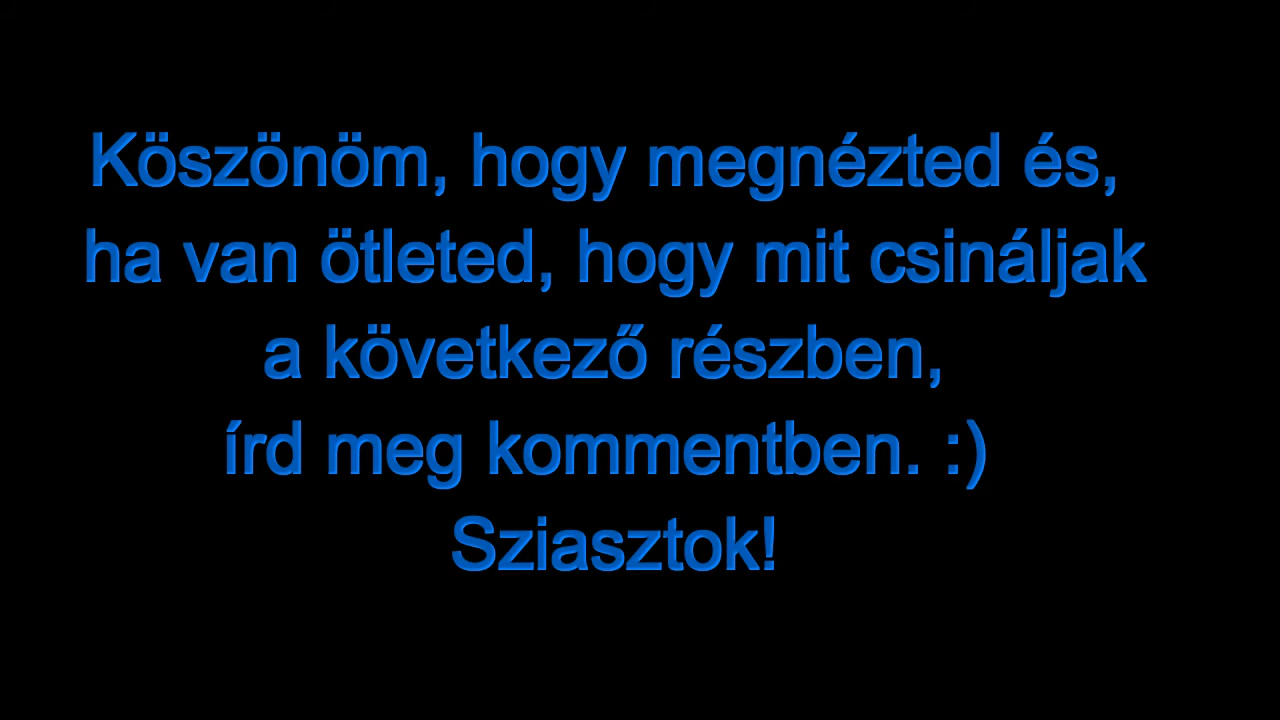 Köszönöm, hogy megnézted és,
ha van ötleted, hogy mit csináljak
a következő részben,
írd meg kommentben. :)
Sziasztok!